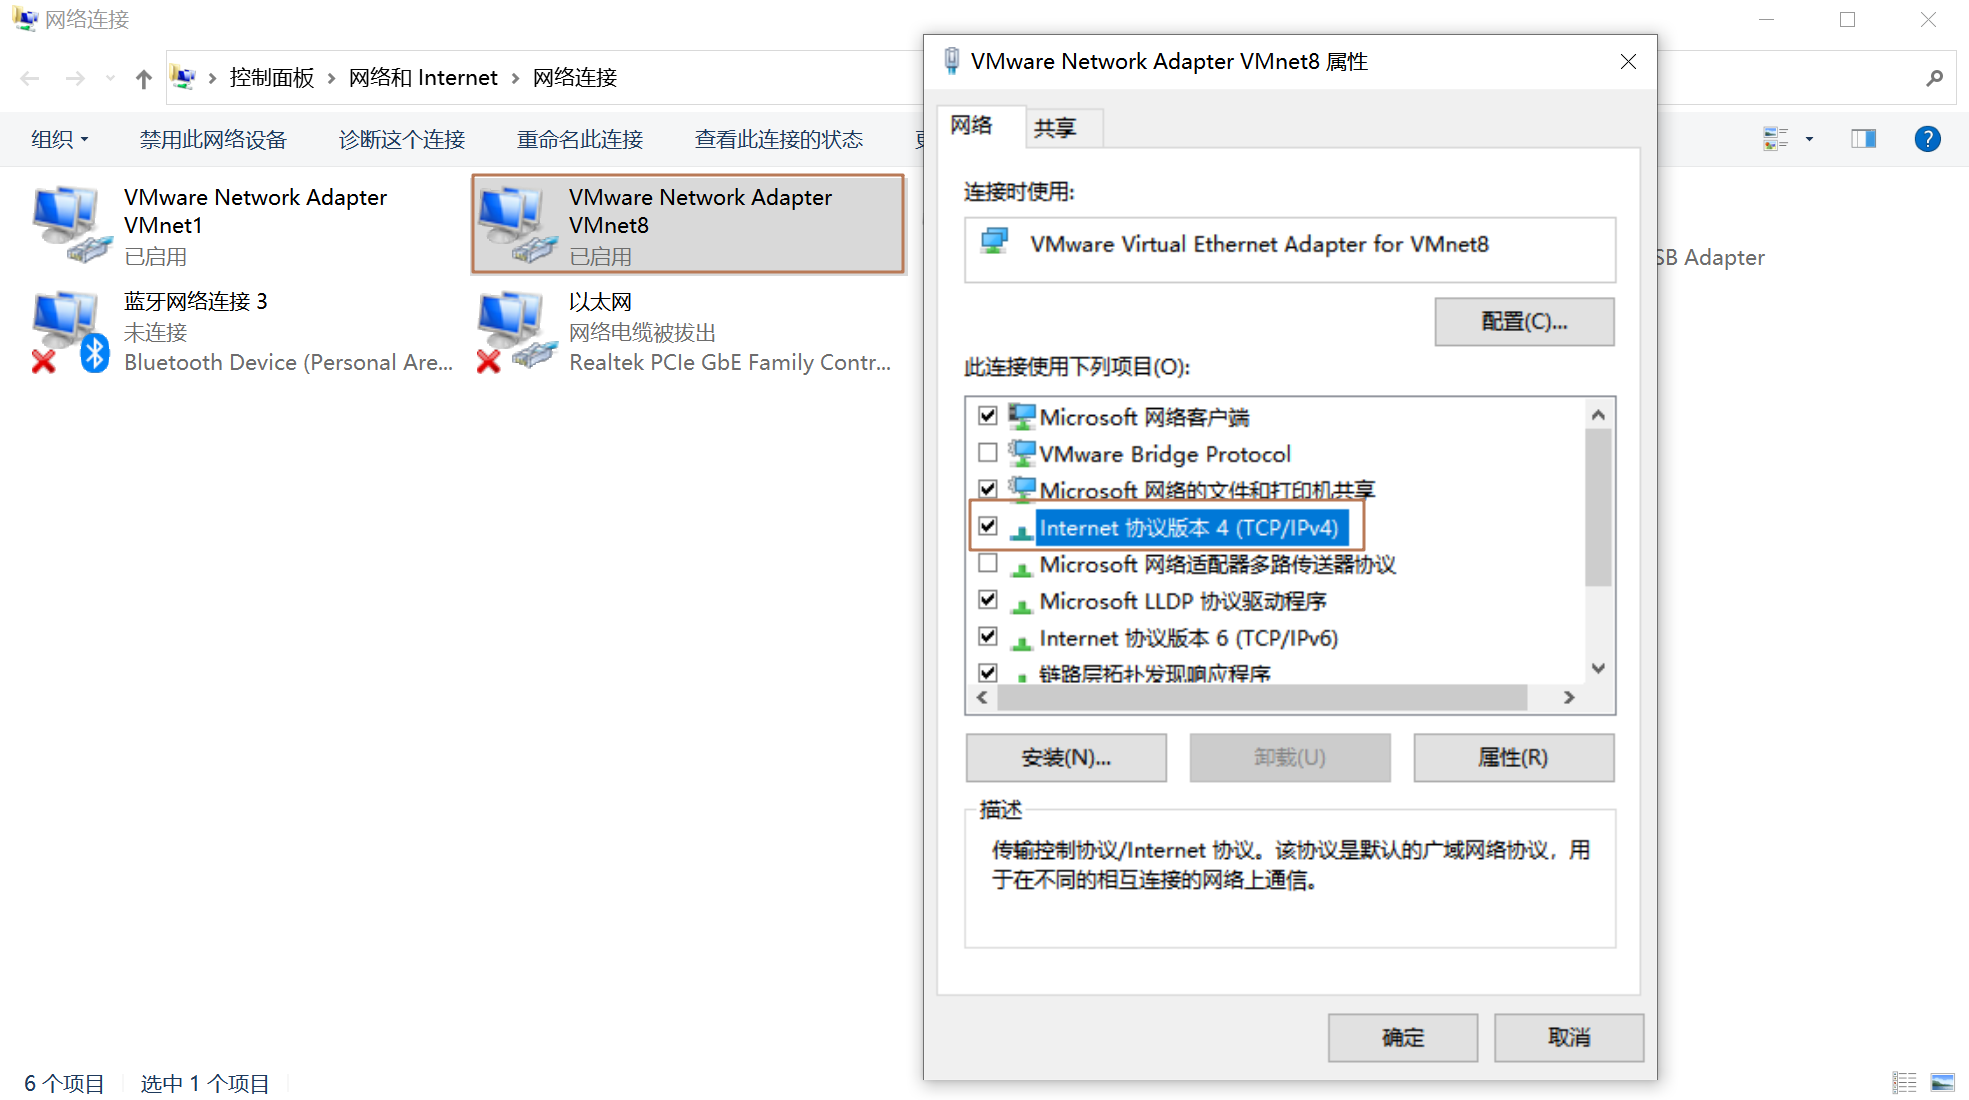 网络连接
控制面板 › 网络和 Internet › 网络连接
组织 禁用此网络设备 诊断这个连接 重命名此连接 查看此连接的状态
VMware Network Adapter
VMnet1
已启用
VMware Network Adapter
VMnet8
已启用
SB Adapter
蓝牙网络连接 3
未连接
Bluetooth Device (Personal Are...
以太网
网络电缆被拔出
Realtek PCIe GbE Family Contr...
6 个项目 选中 1 个项目
VMware Network Adapter VMnet8 属性
网络 共享
连接时使用:
VMware Virtual Ethernet Adapter for VMnet8
配置(C)...
此连接使用下列项目(O):
Microsoft 网络客户端
VMware Bridge Protocol
Microsoft 网络的文件和打印机共享
Internet 协议版本 4 (TCP/IPv4)
Microsoft 网络适配器多路传送器协议
Microsoft LLDP 协议驱动程序
Internet 协议版本 6 (TCP/IPv6)
链路层拓扑发现响应程序
安装(N)... 卸载(U) 属性(R)
描述
传输控制协议/Internet 协议。该协议是默认的广域网络协议，用
于在不同的相互连接的网络上通信。
确定 取消